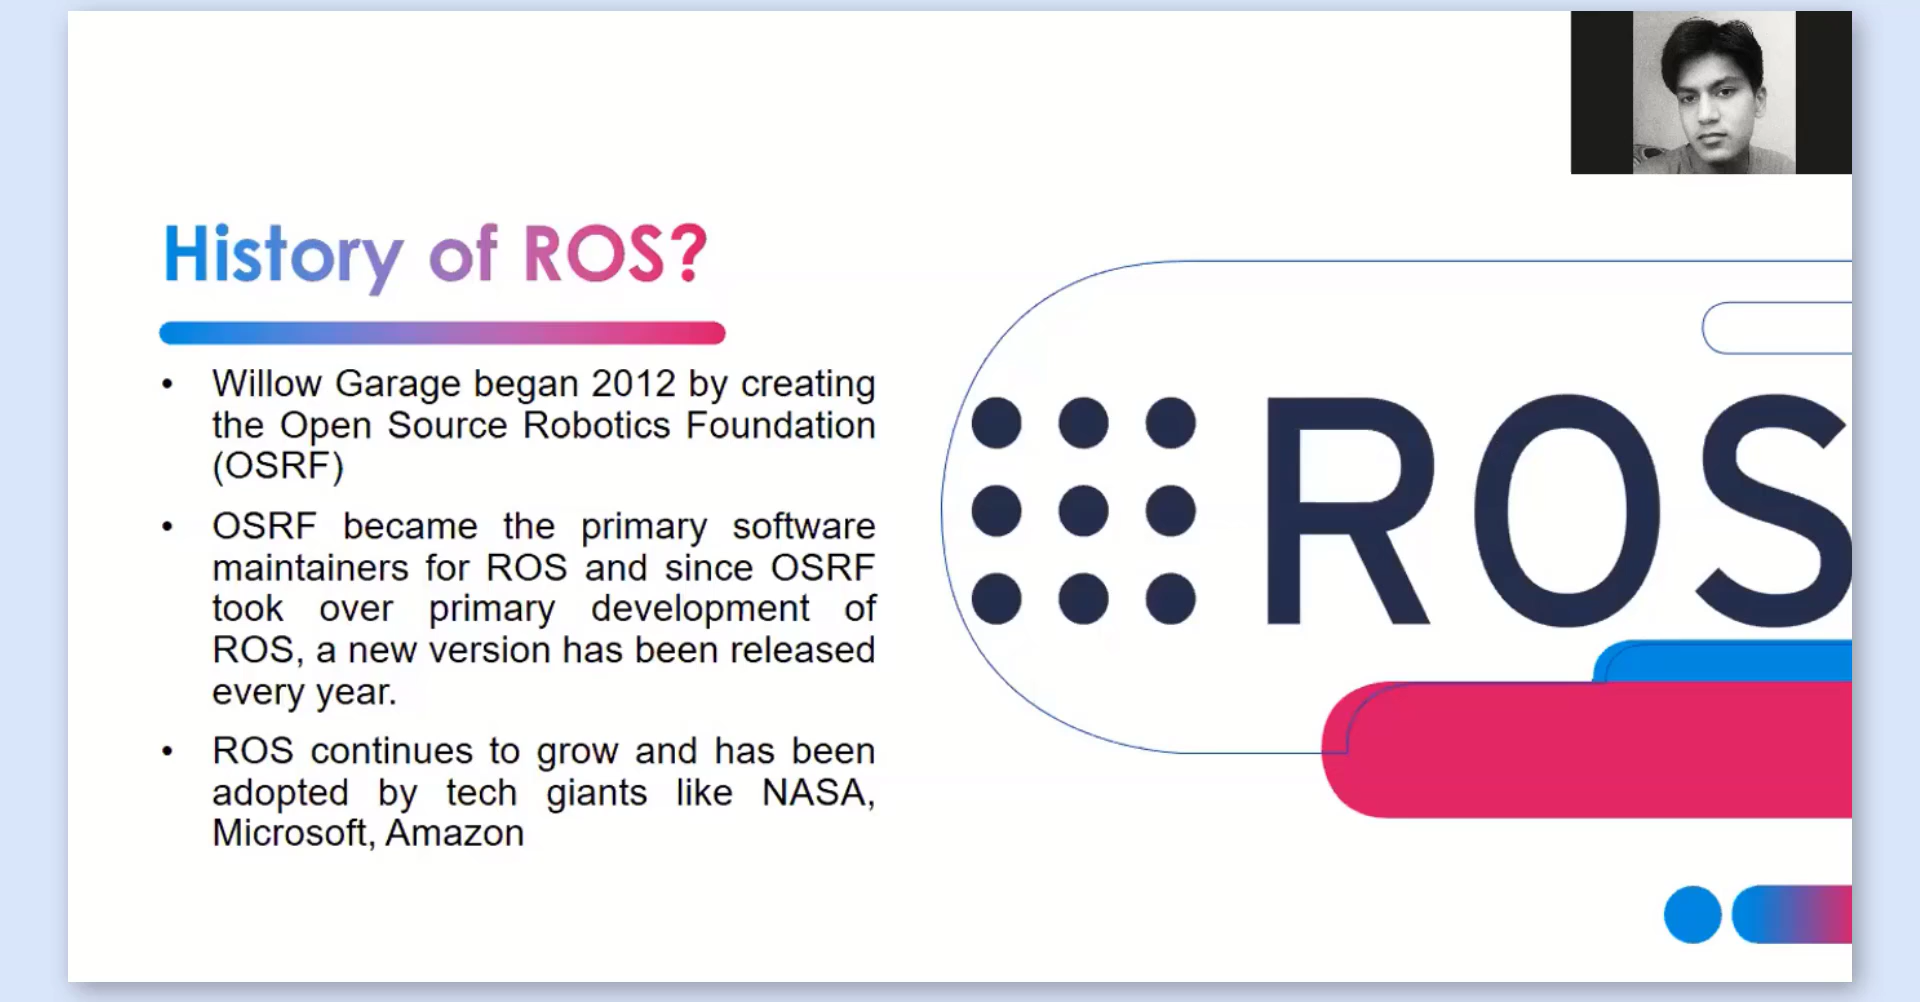 History of ROS?
• Willow Garage began 2012 by creating
the Open Source Robotics Foundation
(OSRF)
• OSRF became the primary software
maintainers for ROS and since OSRF
took over primary development of
ROS, a new version has been released
every year.
• ROS continues to grow and has been
adopted by tech giants like NASA,
Microsoft, Amazon
ROS